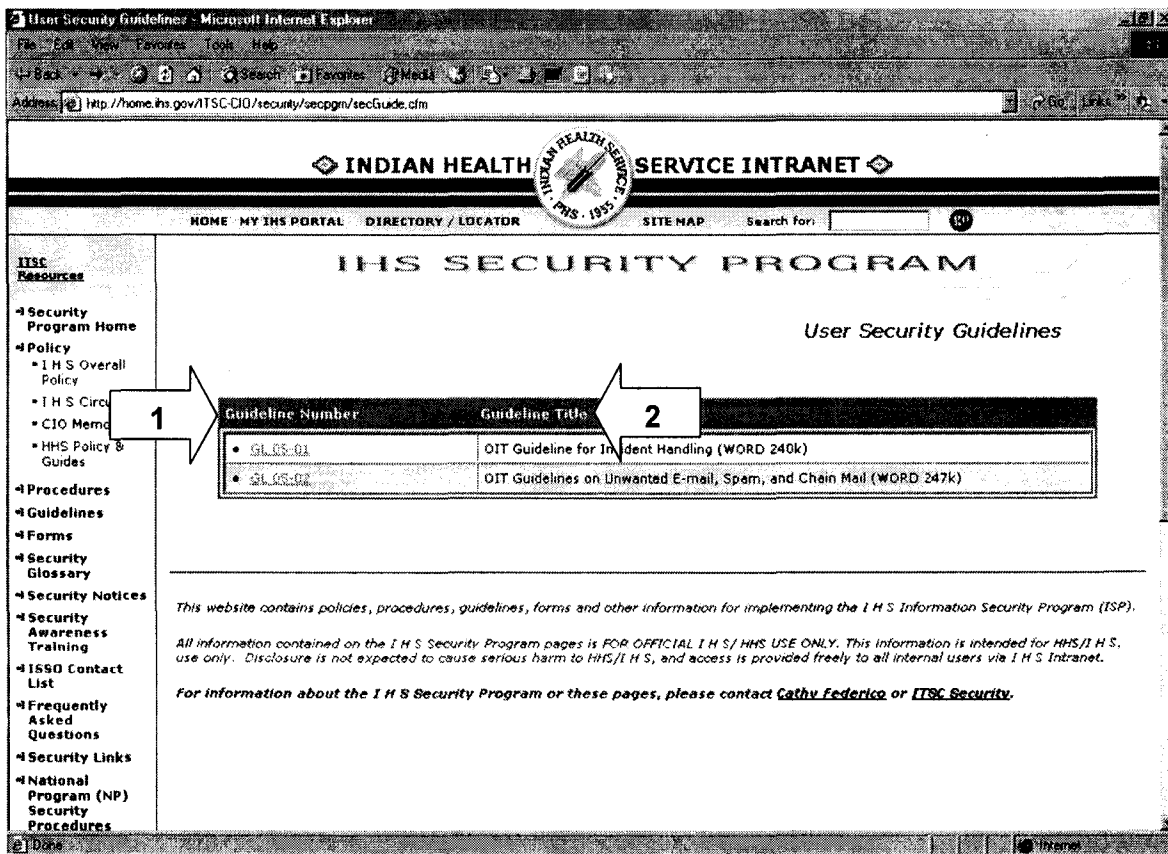 User Security Guidelines - Microsoft Internet Explorer
File Edit View Favorites Tools Help
Back Search Favorites Media
Address http://home.ihs.gov/ITSC-CIO/security/secpgm/secGuide.cfm Go Links
INDIAN HEALTH SERVICE INTRANET
INDIAN HEALTH SERVICE · PHS · 1955
HOME MY IHS PORTAL DIRECTORY / LOCATOR SITE MAP Search for: go
ITSC
Resources
Security
Program Home
Policy
I H S Overall
Policy
I H S Circu
CIO Memo
HHS Policy &
Guides
Procedures
Guidelines
Forms
Security
Glossary
Security Notices
Security
Awareness
Training
ISSO Contact
List
Frequently
Asked
Questions
Security Links
National
Program (NP)
Security
Procedures
IHS SECURITY PROGRAM
User Security Guidelines
1
Guideline Number Guideline Title
2
• GL 05-01 OIT Guideline for Incident Handling (WORD 240k)
• GL 05-02 OIT Guidelines on Unwanted E-mail, Spam, and Chain Mail (WORD 247k)
This website contains policies, procedures, guidelines, forms and other information for implementing the I H S Information Security Program (ISP).
All information contained on the I H S Security Program pages is FOR OFFICIAL I H S/ HHS USE ONLY. This information is intended for HHS/I H S,
use only. Disclosure is not expected to cause serious harm to HHS/I H S, and access is provided freely to all internal users via I H S Intranet.
For information about the I H S Security Program or these pages, please contact Cathy Federico or ITSC Security.
Done Internet